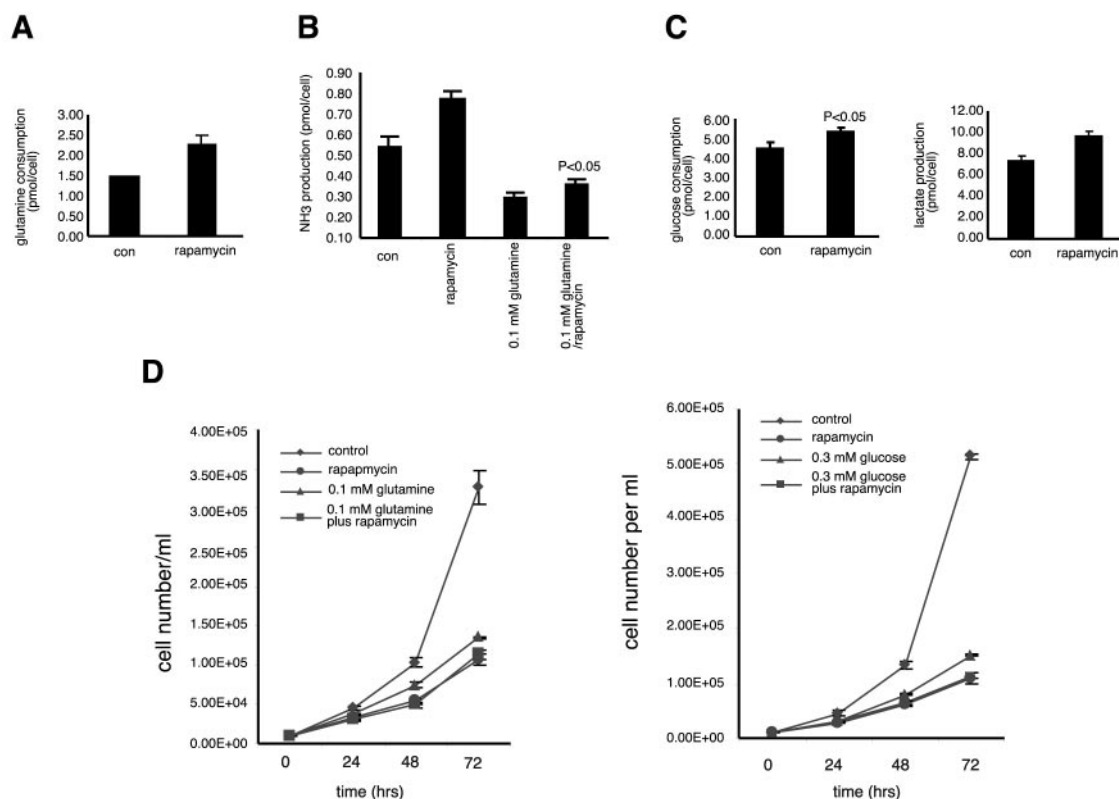 A
B
C
glutamine consumption
(pmol/cell)
3.00
2.50
2.00
1.50
1.00
0.50
0.00
con
rapamycin
NH3 production (pmol/cell)
0.90
0.80
0.70
0.60
0.50
0.40
0.30
0.20
0.10
P<0.05
con
rapamycin
0.1 mM glutamine
0.1 mM glutamine
/rapamycin
glucose consumption
(pmol/cell)
6.00
5.00
4.00
3.00
2.00
1.00
0.00
P<0.05
con
rapamycin
lactate production
(pmol/cell)
12.00
10.00
8.00
6.00
4.00
2.00
0.00
con
rapamycin
D
cell number/ml
4.00E+05
3.50E+05
3.00E+05
2.50E+05
2.00E+05
1.50E+05
1.00E+05
5.00E+04
0.00E+00
control
rapapmycin
0.1 mM glutamine
0.1 mM glutamine
plus rapamycin
0
24
48
72
time (hrs)
cell number per ml
6.00E+05
5.00E+05
4.00E+05
3.00E+05
2.00E+05
1.00E+05
0.00E+00
control
rapamycin
0.3 mM glucose
0.3 mM glucose
plus rapamycin
0
24
48
72
time (hrs)